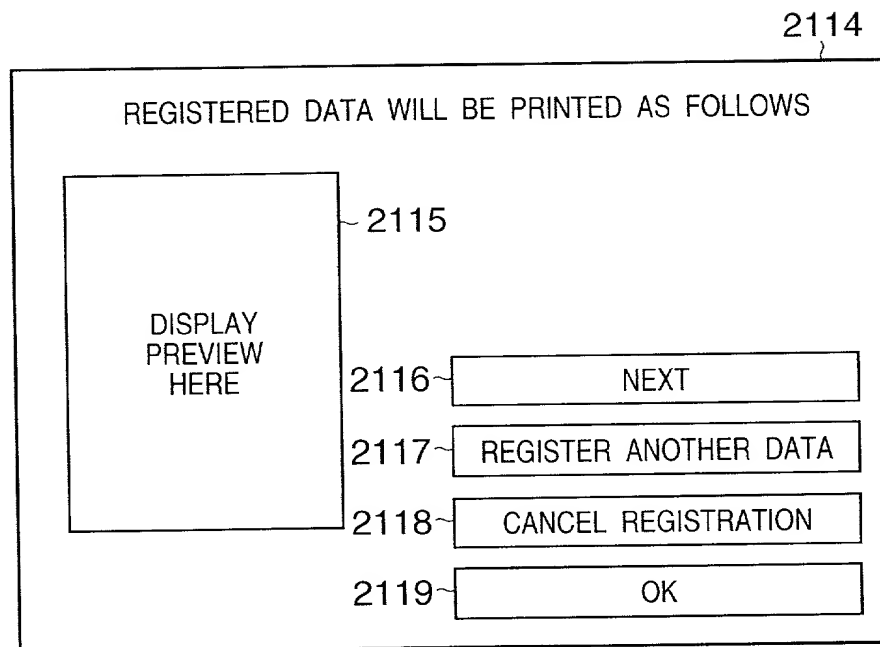 2114
REGISTERED DATA WILL BE PRINTED AS FOLLOWS
2115
DISPLAY
PREVIEW
HERE
2116
NEXT
2117
REGISTER ANOTHER DATA
2118
CANCEL REGISTRATION
2119
OK